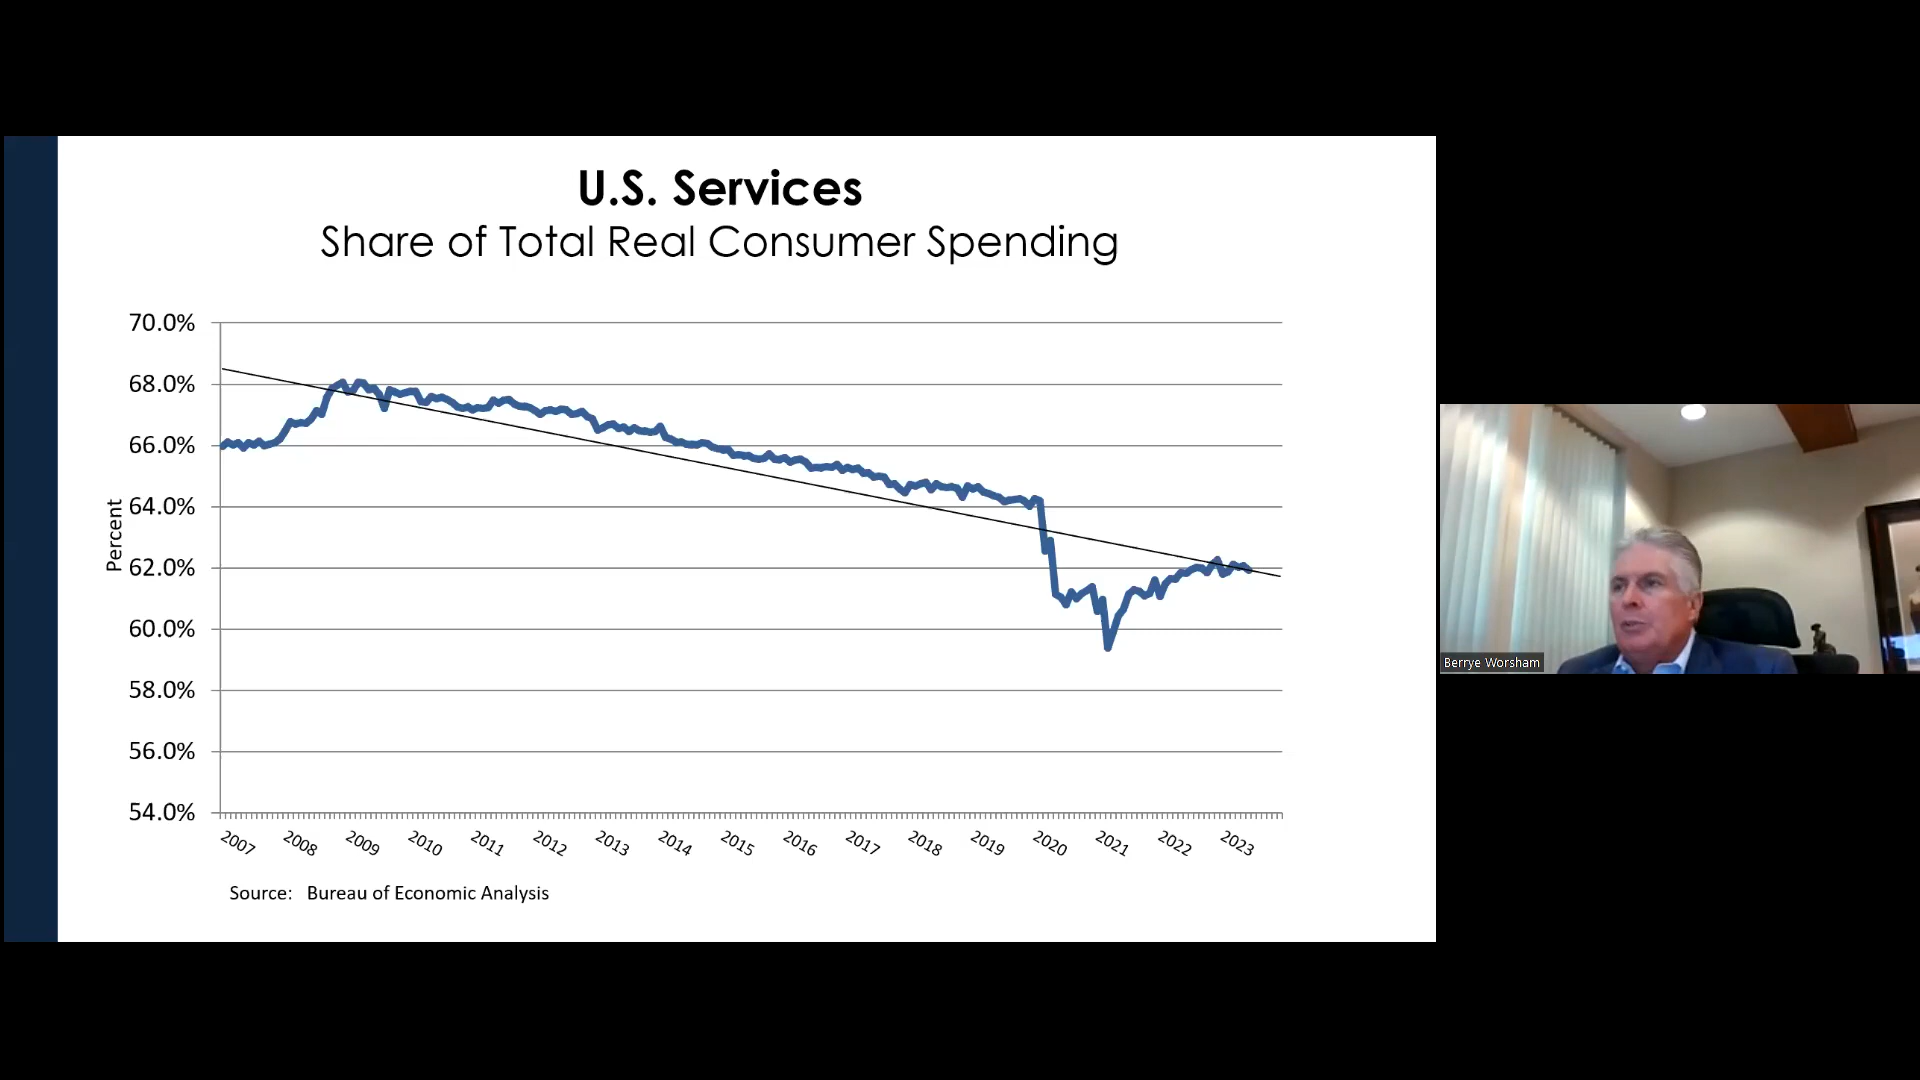 U.S. Services
Share of Total Real Consumer Spending
70.0%
68.0%
66.0%
64.0%
62.0%
60.0%
58.0%
56.0%
54.0%
Percent
2007 2008 2009 2010 2011 2012 2013 2014 2015 2016 2017 2018 2019 2020 2021 2022 2023
Source: Bureau of Economic Analysis
Berrye Worsham